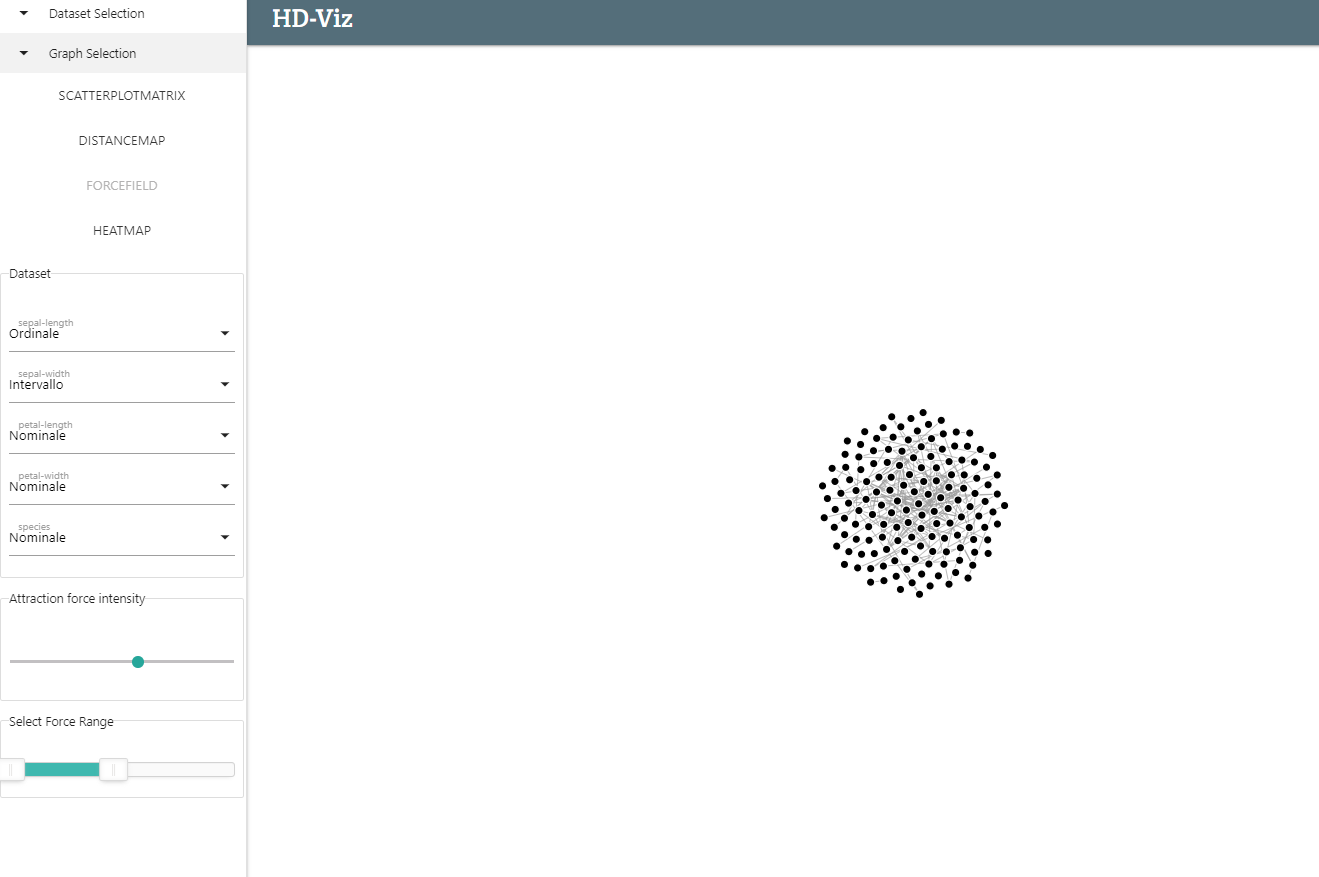 Dataset Selection
HD-Viz
Graph Selection
SCATTERPLOTMATRIX
DISTANCEMAP
FORCEFIELD
HEATMAP
Dataset
sepal-length
Ordinale
sepal-width
Intervallo
petal-length
Nominale
petal-width
Nominale
species
Nominale
Attraction force intensity
Select Force Range